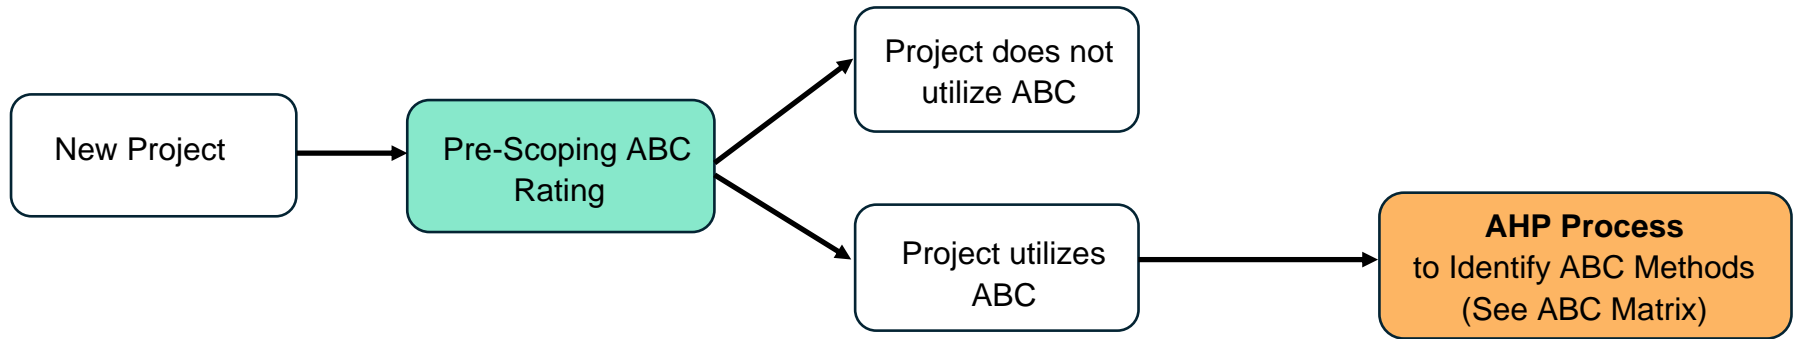 New Project
Pre-Scoping ABC
Rating
Project does not
utilize ABC
Project utilizes
ABC
AHP Process
to Identify ABC Methods
(See ABC Matrix)